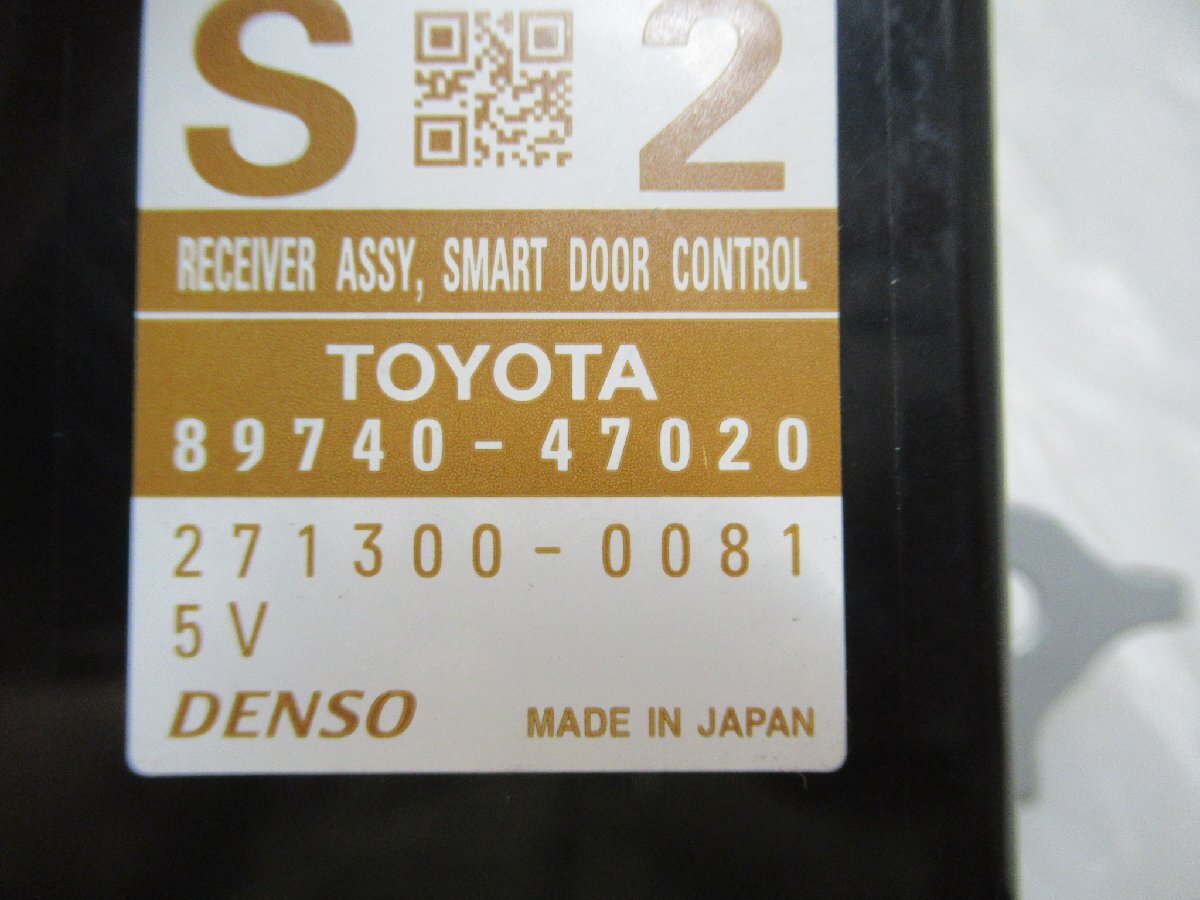 S 2
RECEIVER ASSY, SMART DOOR CONTROL
TOYOTA
89740-47020
271300-0081
5V
DENSO MADE IN JAPAN